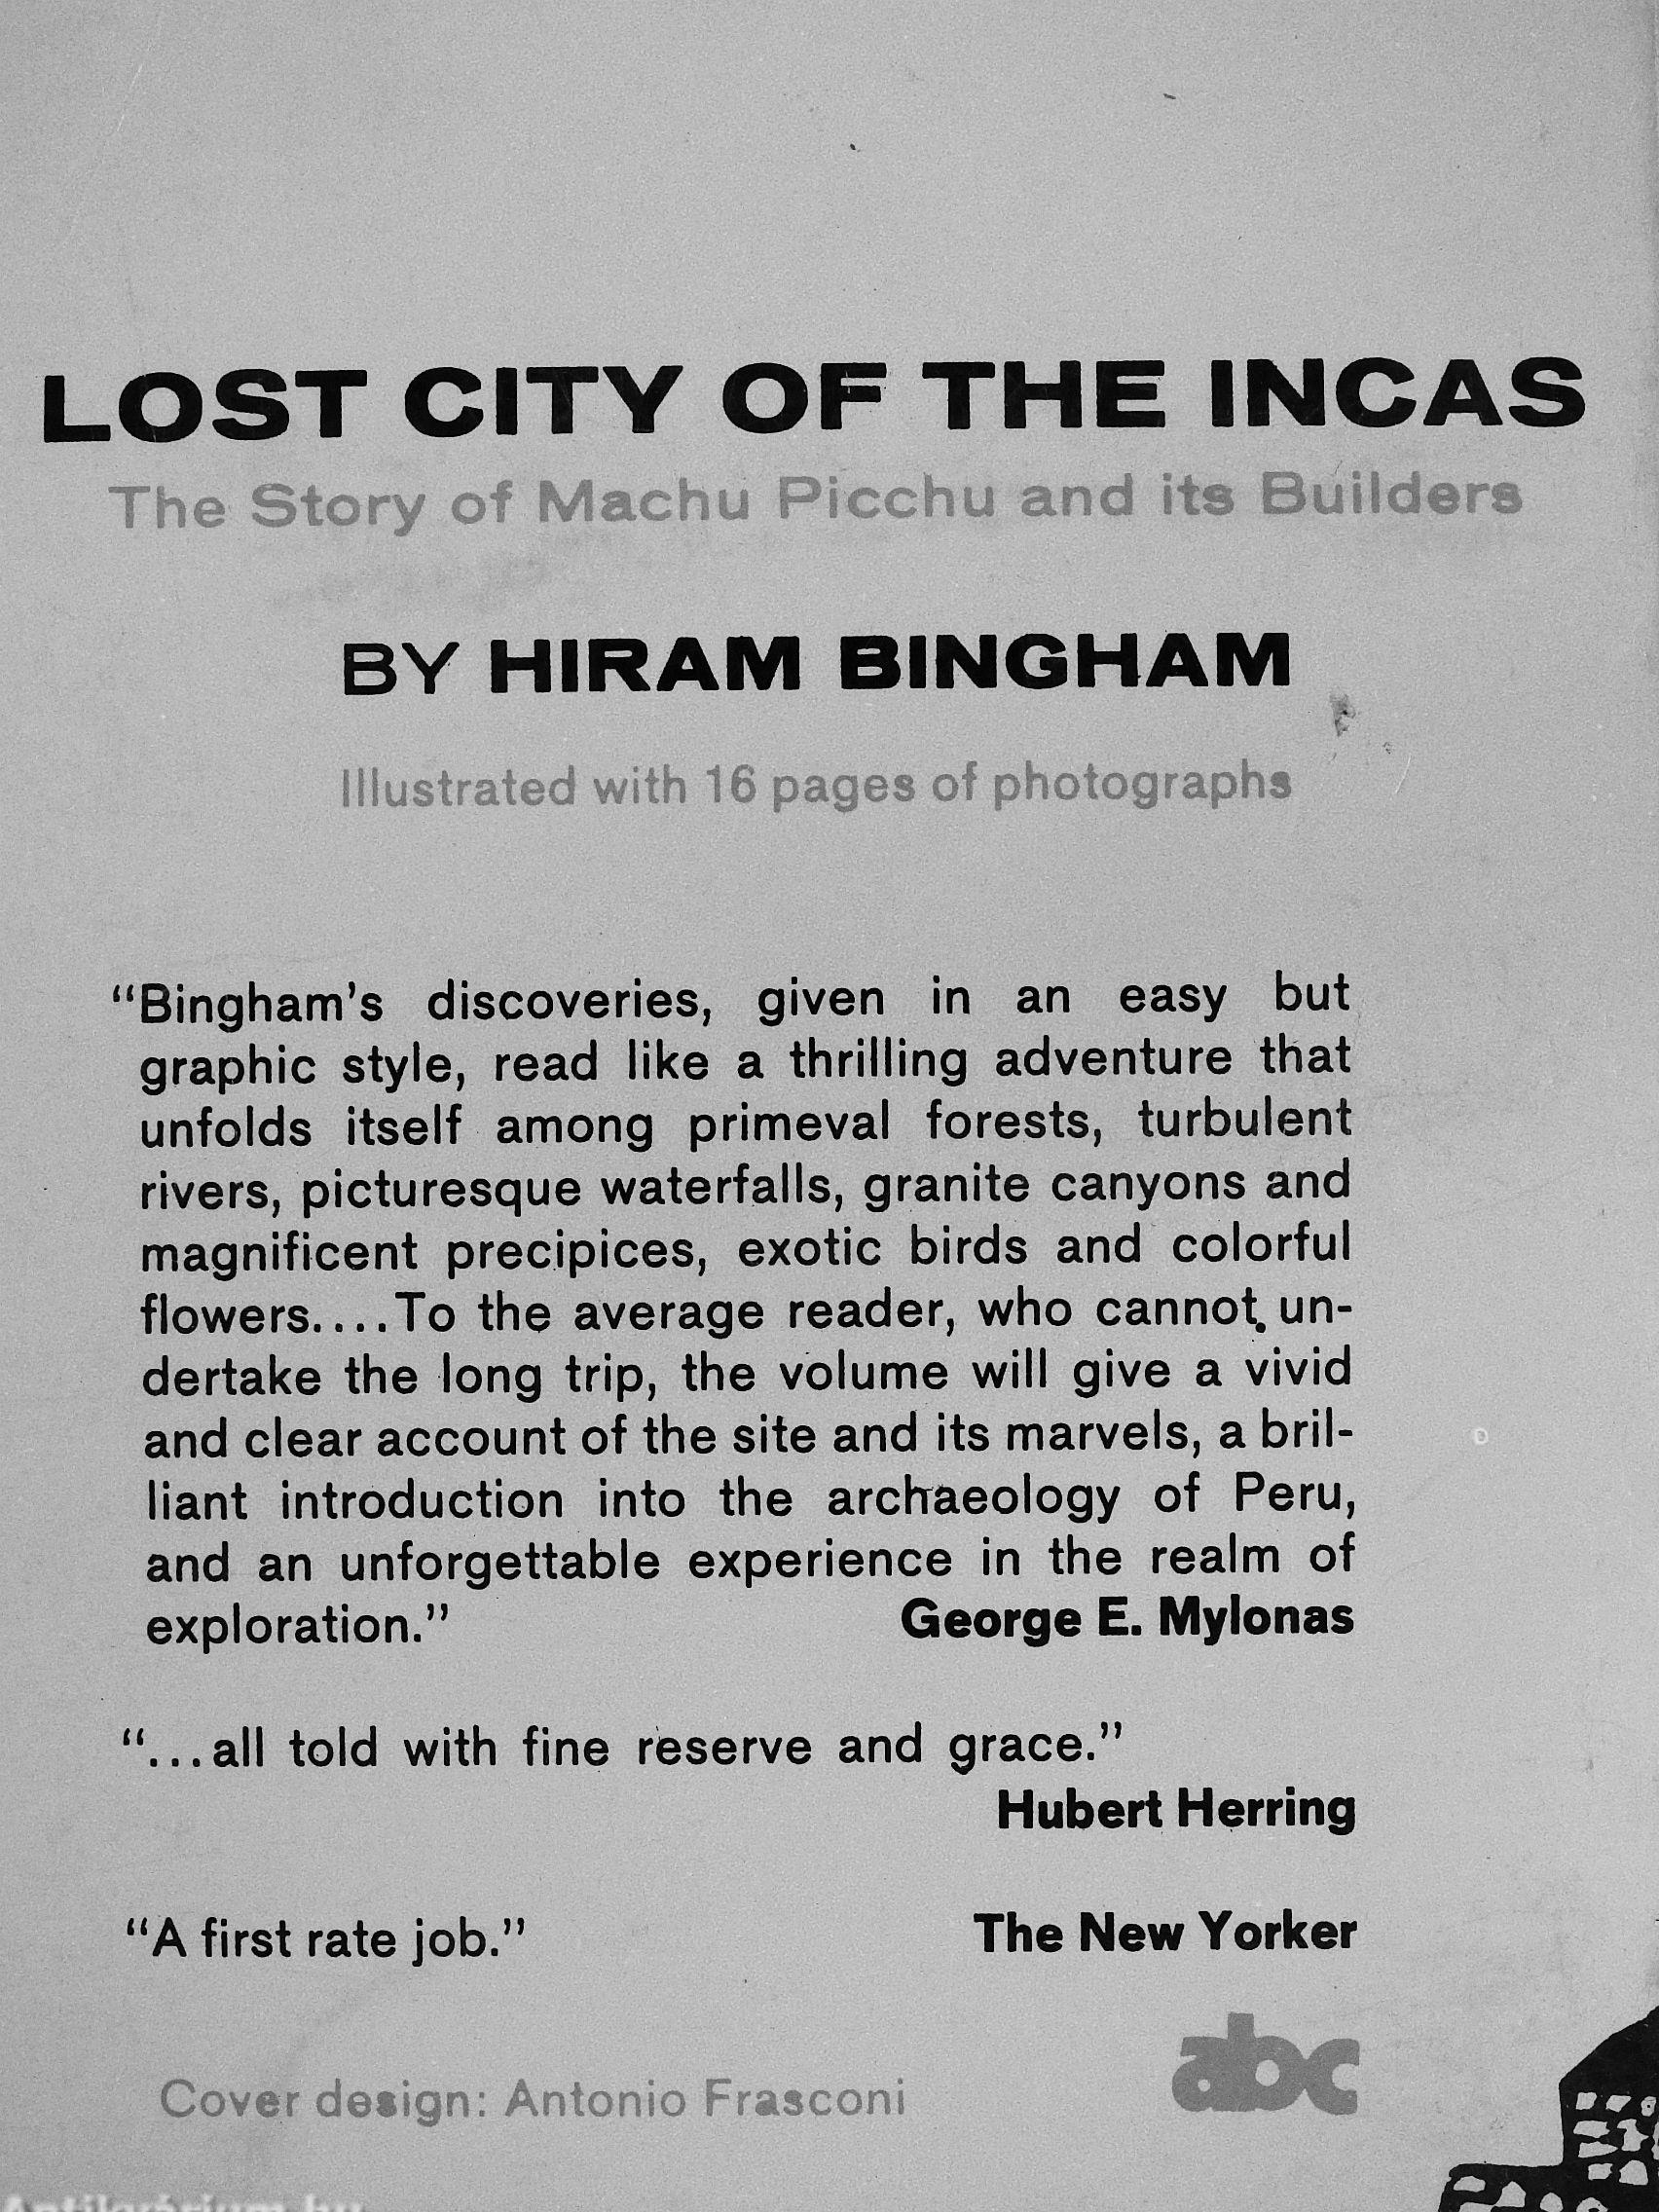 LOST CITY OF THE INCAS
The Story of Machu Picchu and its Builders
BY HIRAM BINGHAM
Illustrated with 16 pages of photographs
“Bingham’s discoveries, given in an easy but
graphic style, read like a thrilling adventure that
unfolds itself among primeval forests, turbulent
rivers, picturesque waterfalls, granite canyons and
magnificent precipices, exotic birds and colorful
flowers....To the average reader, who cannot un-
dertake the long trip, the volume will give a vivid
and clear account of the site and its marvels, a bril-
liant introduction into the archaeology of Peru,
and an unforgettable experience in the realm of
exploration.” George E. Mylonas
“...all told with fine reserve and grace.”
Hubert Herring
“A first rate job.” The New Yorker
abc
Cover design: Antonio Frasconi